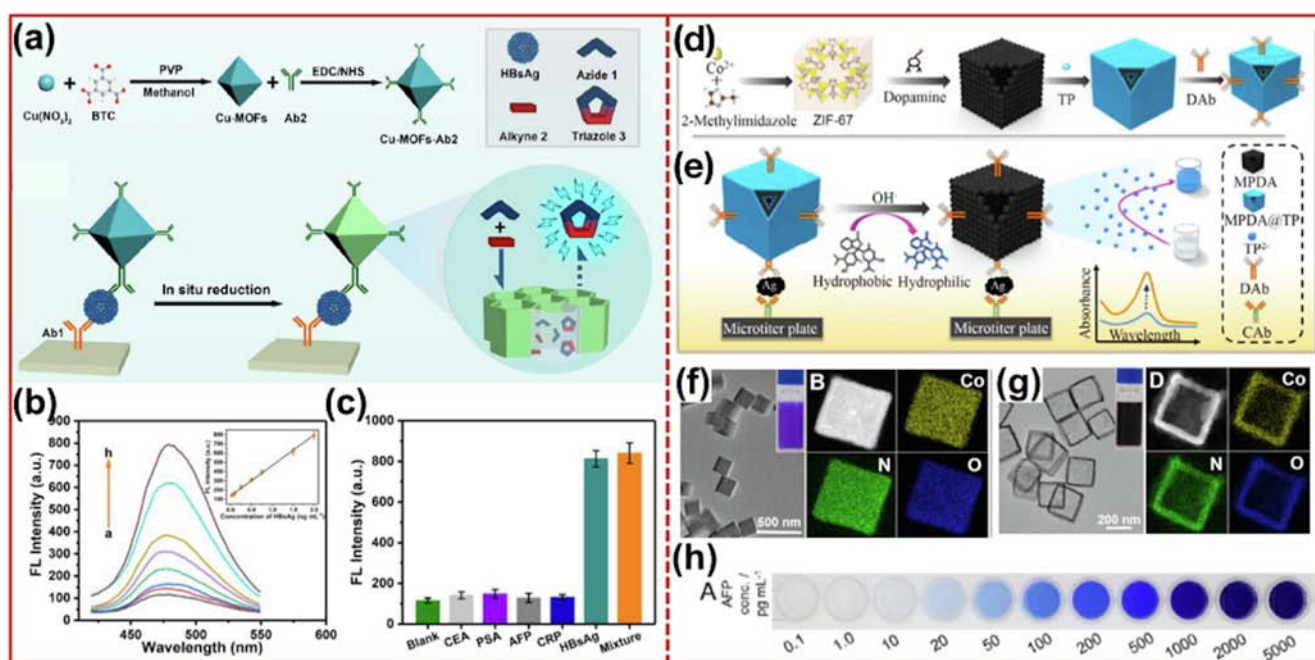 (a)
Cu(NO3)2
+
BTC
PVP
Methanol
Cu-MOFs
+
Ab2
EDC/NHS
Cu-MOFs-Ab2
HBsAg
Azide 1
Alkyne 2
Triazole 3
Ab1
In situ reduction
+
(b)
FL Intensity (a.u.)
900
800
700
600
500
400
300
200
100
0
h
a
450
500
550
600
Wavelength (nm)
FL Intensity (a.u.)
Concentration of HBsAg (ng mL-1)
(c)
FL Intensity (a.u.)
1000
800
600
400
200
0
Blank
CEA
PSA
AFP
CRP
HBsAg
Mixture
(d)
Co2+
+
2-Methylimidazole
ZIF-67
Dopamine
TP
DAb
(e)
OH-
Hydrophobic
Hydrophilic
Ag
Microtiter plate
Ag
Microtiter plate
Absorbance
Wavelength
MPDA
MPDA@TP
TP2-
DAb
CAb
(f)
500 nm
B
Co
N
O
(g)
200 nm
D
Co
N
O
(h)
A
AFP
conc. /
pg mL-1
0.1
1.0
10
20
50
100
200
500
1000
2000
5000